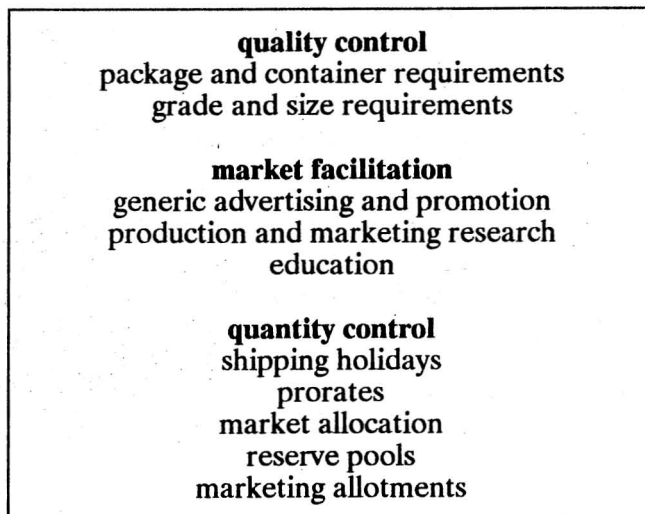 quality control
package and container requirements
grade and size requirements
market facilitation
generic advertising and promotion
production and marketing research
education
quantity control
shipping holidays
prorates
market allocation
reserve pools
marketing allotments